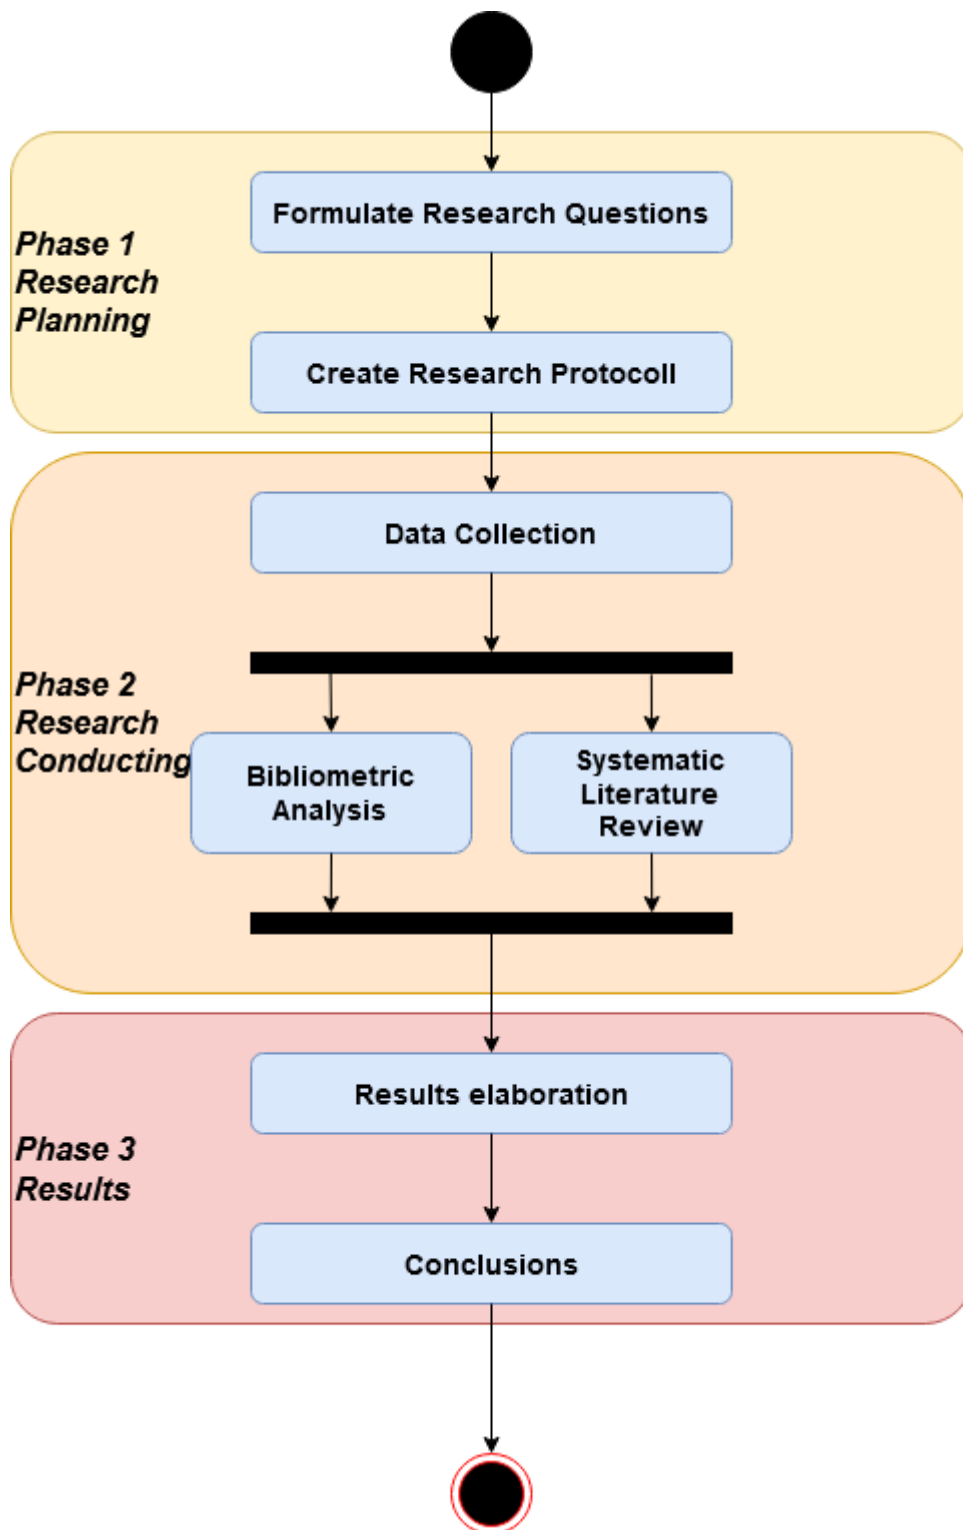 Formulate Research Questions
Phase 1
Research
Planning
Create Research Protocoll
Data Collection
Phase 2
Research
Conducting
Bibliometric
Analysis
Systematic
Literature
Review
Results elaboration
Phase 3
Results
Conclusions